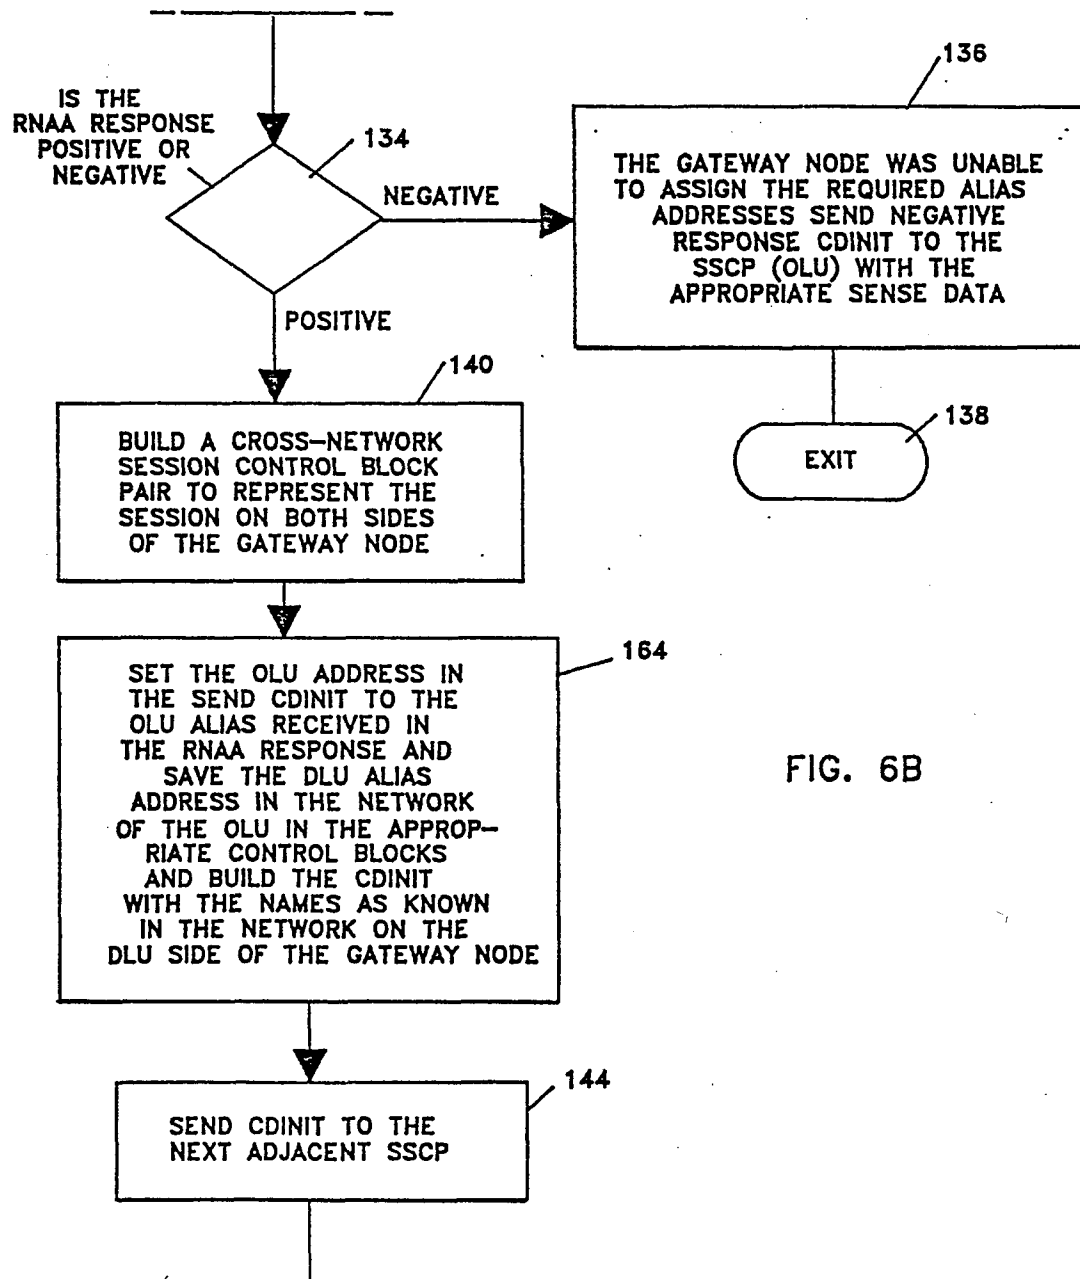 136
IS THE
RNAA RESPONSE
POSITIVE OR
NEGATIVE
134
NEGATIVE
THE GATEWAY NODE WAS UNABLE
TO ASSIGN THE REQUIRED ALIAS
ADDRESSES SEND NEGATIVE
RESPONSE CDINIT TO THE
SSCP (OLU) WITH THE
APPROPRIATE SENSE DATA
POSITIVE
140
138
EXIT
BUILD A CROSS-NETWORK
SESSION CONTROL BLOCK
PAIR TO REPRESENT THE
SESSION ON BOTH SIDES
OF THE GATEWAY NODE
164
SET THE OLU ADDRESS IN
THE SEND CDINIT TO THE
OLU ALIAS RECEIVED IN
THE RNAA RESPONSE AND
SAVE THE DLU ALIAS
ADDRESS IN THE NETWORK
OF THE OLU IN THE APPROP-
RIATE CONTROL BLOCKS
AND BUILD THE CDINIT
WITH THE NAMES AS KNOWN
IN THE NETWORK ON THE
DLU SIDE OF THE GATEWAY NODE
FIG. 6B
144
SEND CDINIT TO THE
NEXT ADJACENT SSCP